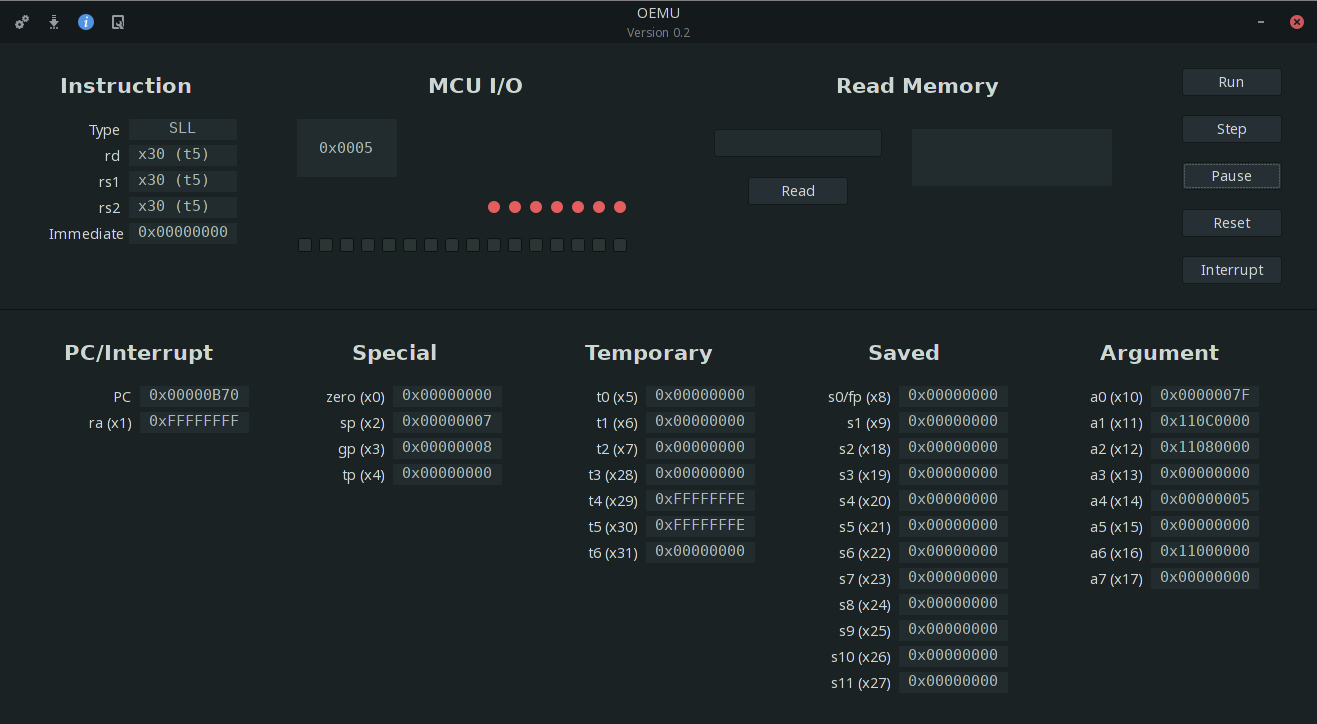 OEMU
Version 0.2
Instruction
Type SLL
rd x30 (t5)
rs1 x30 (t5)
rs2 x30 (t5)
Immediate 0x00000000
MCU I/O
0x0005
Read Memory
Read
Run
Step
Pause
Reset
Interrupt
PC/Interrupt
PC 0x00000B70
ra (x1) 0xFFFFFFFF
Special
zero (x0) 0x00000000
sp (x2) 0x00000007
gp (x3) 0x00000008
tp (x4) 0x00000000
Temporary
t0 (x5) 0x00000000
t1 (x6) 0x00000000
t2 (x7) 0x00000000
t3 (x28) 0x00000000
t4 (x29) 0xFFFFFFFE
t5 (x30) 0xFFFFFFFE
t6 (x31) 0x00000000
Saved
s0/fp (x8) 0x00000000
s1 (x9) 0x00000000
s2 (x18) 0x00000000
s3 (x19) 0x00000000
s4 (x20) 0x00000000
s5 (x21) 0x00000000
s6 (x22) 0x00000000
s7 (x23) 0x00000000
s8 (x24) 0x00000000
s9 (x25) 0x00000000
s10 (x26) 0x00000000
s11 (x27) 0x00000000
Argument
a0 (x10) 0x0000007F
a1 (x11) 0x110C0000
a2 (x12) 0x11080000
a3 (x13) 0x00000000
a4 (x14) 0x00000005
a5 (x15) 0x00000000
a6 (x16) 0x11000000
a7 (x17) 0x00000000